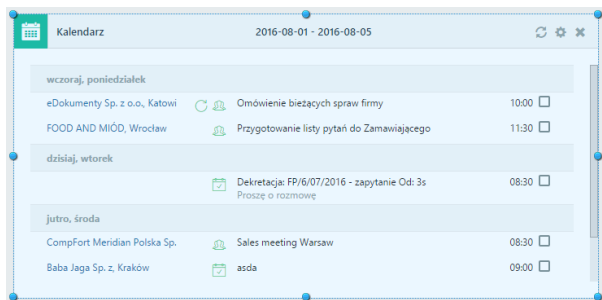 Kalendarz 2016-08-01 - 2016-08-05
wczoraj, poniedziałek
eDokumenty Sp. z o.o., Katowi Omówienie bieżących spraw firmy 10:00
FOOD AND MIÓD, Wrocław Przygotowanie listy pytań do Zamawiającego 11:30
dzisiaj, wtorek
Dekretacja: FP/6/07/2016 - zapytanie Od: 3s 08:30
Proszę o rozmowę
jutro, środa
CompFort Meridian Polska Sp. Sales meeting Warsaw 08:30
Baba Jaga Sp. z, Kraków asda 09:00